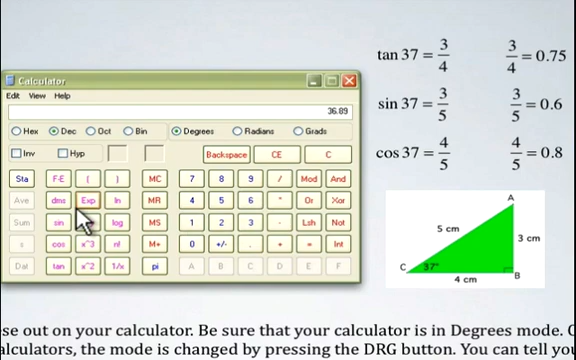 tan 37 = 3/4
3/4 = 0.75
sin 37 = 3/5
3/5 = 0.6
cos 37 = 4/5
4/5 = 0.8
Calculator
Edit View Help
36.89
Hex Dec Oct Bin Degrees Radians Grads
Inv Hyp Backspace CE C
Sta F-E ( ) MC 7 8 9 / Mod And
Ave dms Exp ln MR 4 5 6 * Or Xor
Sum sin log MS 1 2 3 - Lsh Not
s cos x^3 n! M+ 0 +/- . + = Int
Dat tan x^2 1/x pi A B C D E F
A
5 cm
3 cm
C 37° B
4 cm
se out on your calculator. Be sure that your calculator is in Degrees mode.
alculators, the mode is changed by pressing the DRG button. You can tell you